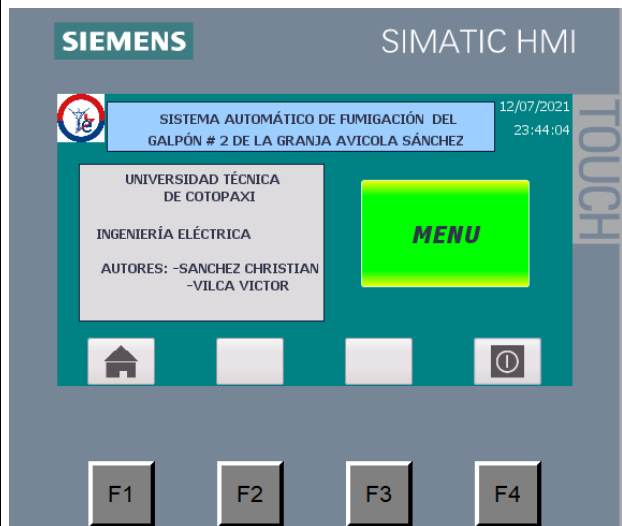 SIEMENS
SIMATIC HMI
TOUCH
SISTEMA AUTOMÁTICO DE FUMIGACIÓN DEL
GALPÓN # 2 DE LA GRANJA AVICOLA SÁNCHEZ
12/07/2021
23:44:04
UNIVERSIDAD TÉCNICA
DE COTOPAXI
INGENIERÍA ELÉCTRICA
AUTORES: -SANCHEZ CHRISTIAN
-VILCA VICTOR
MENU
F1
F2
F3
F4